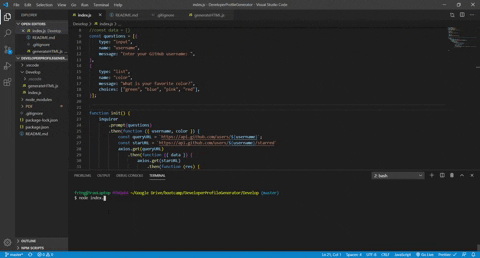 File Edit Selection View Go Run Terminal Help
index.js - DeveloperProfileGenerator - Visual Studio Code
EXPLORER
OPEN EDITORS
index.js Develop
README.md
.gitignore
generateHTML.js
DEVELOPERPROFILEGENER...
.vscode
Develop
.vscode
generateHTML.js
index.js
node_modules
PDF
.gitignore
package-lock.json
package.json
README.md
OUTLINE
NPM SCRIPTS
index.js
README.md
.gitignore
generateHTML.js
Develop > index.js > ...
//const data = {}
const questions = [{
type: "input",
name: "username",
message: "Enter your GitHub username: ",
},
{
type: "list",
name: "color",
message: "What is your favorite color?",
choices: ["green", "blue", "pink", "red"],
}];
function init() {
inquirer
.prompt(questions)
.then(function ({ username, color }) {
const queryURL = `https://api.github.com/users/${username}`;
const starURL = `https://api.github.com/users/${username}/starred`
axios.get(queryURL)
.then(function ({ data }) {
axios.get(starURL)
.then(function (res) {
PROBLEMS OUTPUT DEBUG CONSOLE TERMINAL
2: bash
~/Google Drive/bootcamp/DeveloperProfileGenerator/Develop (master)
$ node index.
Ln 25, Col 1 Spaces: 4 UTF-8 CRLF JavaScript Go Live Prettier